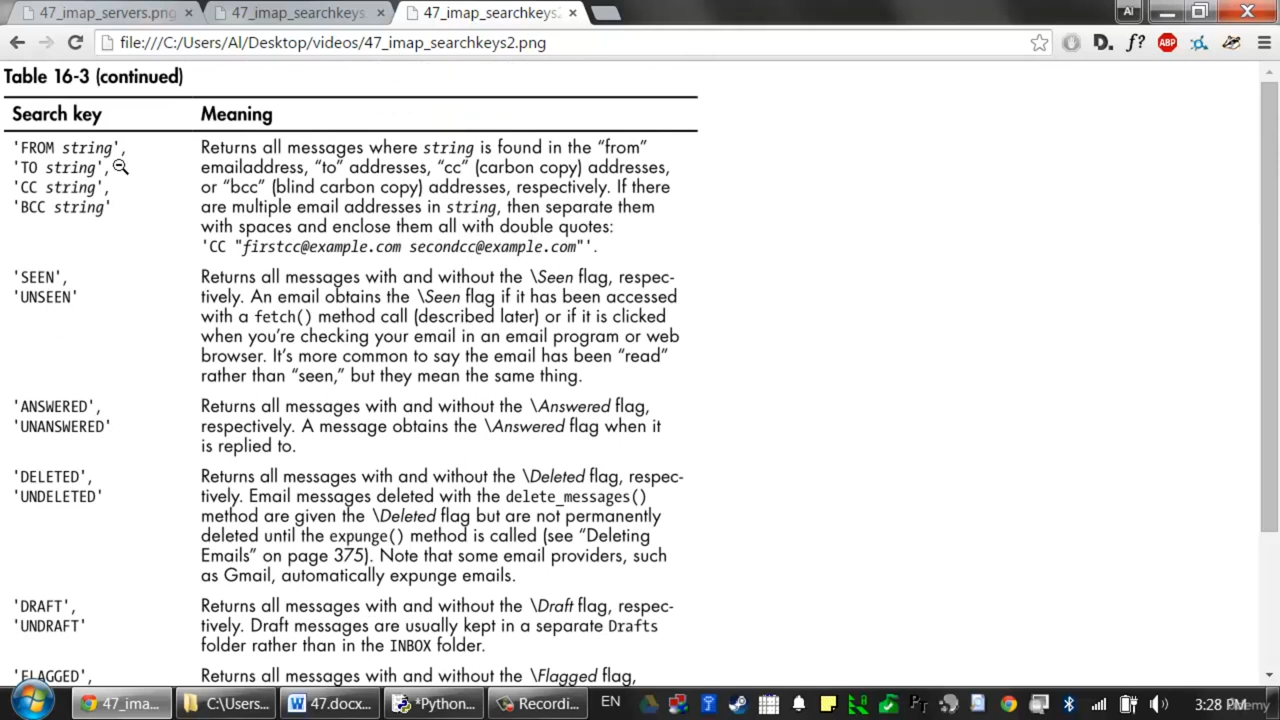 47_imap_servers.png
47_imap_searchkeys
47_imap_searchkeys2
Al
file:///C:/Users/Al/Desktop/videos/47_imap_searchkeys2.png
D.
f?
ABP
Table 16-3 (continued)
Search key Meaning
'FROM string', Returns all messages where string is found in the “from”
'TO string', emailaddress, “to” addresses, “cc” (carbon copy) addresses,
'CC string', or “bcc” (blind carbon copy) addresses, respectively. If there
'BCC string' are multiple email addresses in string, then separate them
with spaces and enclose them all with double quotes:
'CC "firstcc@example.com secondcc@example.com"'.
'SEEN', Returns all messages with and without the \Seen flag, respec-
'UNSEEN' tively. An email obtains the \Seen flag if it has been accessed
with a fetch() method call (described later) or if it is clicked
when you’re checking your email in an email program or web
browser. It’s more common to say the email has been “read”
rather than “seen,” but they mean the same thing.
'ANSWERED', Returns all messages with and without the \Answered flag,
'UNANSWERED' respectively. A message obtains the \Answered flag when it
is replied to.
'DELETED', Returns all messages with and without the \Deleted flag, respec-
'UNDELETED' tively. Email messages deleted with the delete_messages()
method are given the \Deleted flag but are not permanently
deleted until the expunge() method is called (see “Deleting
Emails” on page 375). Note that some email providers, such
as Gmail, automatically expunge emails.
'DRAFT', Returns all messages with and without the \Draft flag, respec-
'UNDRAFT' tively. Draft messages are usually kept in a separate Drafts
folder rather than in the INBOX folder.
'FLAGGED', Returns all messages with and without the \Flagged flag,
47_ima... C:\Users... 47.docx... *Python... Recordi... EN 3:28 PM